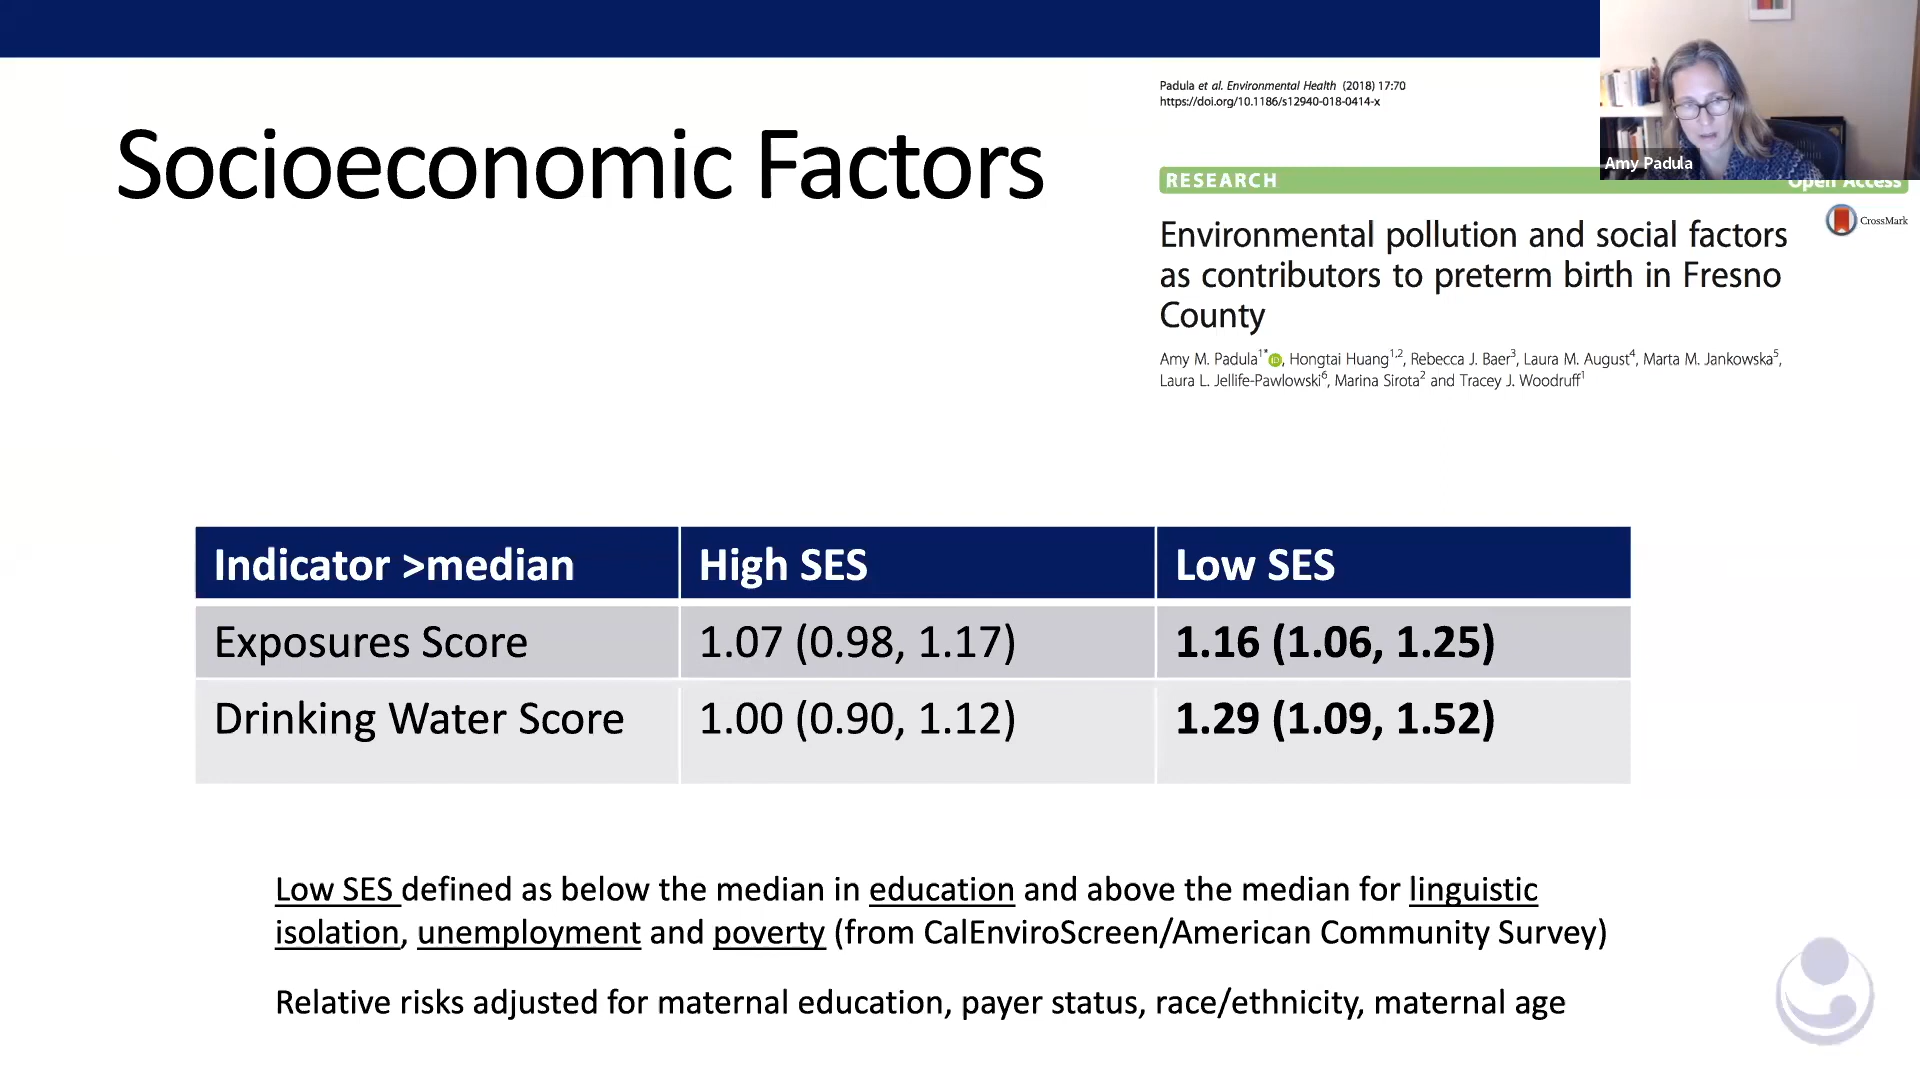 Padula et al. Environmental Health (2018) 17:70
https://doi.org/10.1186/s12940-018-0414-x
Amy Padula
Socioeconomic Factors
RESEARCH
Open Access
CrossMark
Environmental pollution and social factors
as contributors to preterm birth in Fresno
County
Amy M. Padula1*, Hongtai Huang1,2, Rebecca J. Baer3, Laura M. August4, Marta M. Jankowska5,
Laura L. Jellife-Pawlowski6, Marina Sirota2 and Tracey J. Woodruff1
Indicator >median High SES Low SES
Exposures Score 1.07 (0.98, 1.17) 1.16 (1.06, 1.25)
Drinking Water Score 1.00 (0.90, 1.12) 1.29 (1.09, 1.52)
Low SES defined as below the median in education and above the median for linguistic
isolation, unemployment and poverty (from CalEnviroScreen/American Community Survey)
Relative risks adjusted for maternal education, payer status, race/ethnicity, maternal age